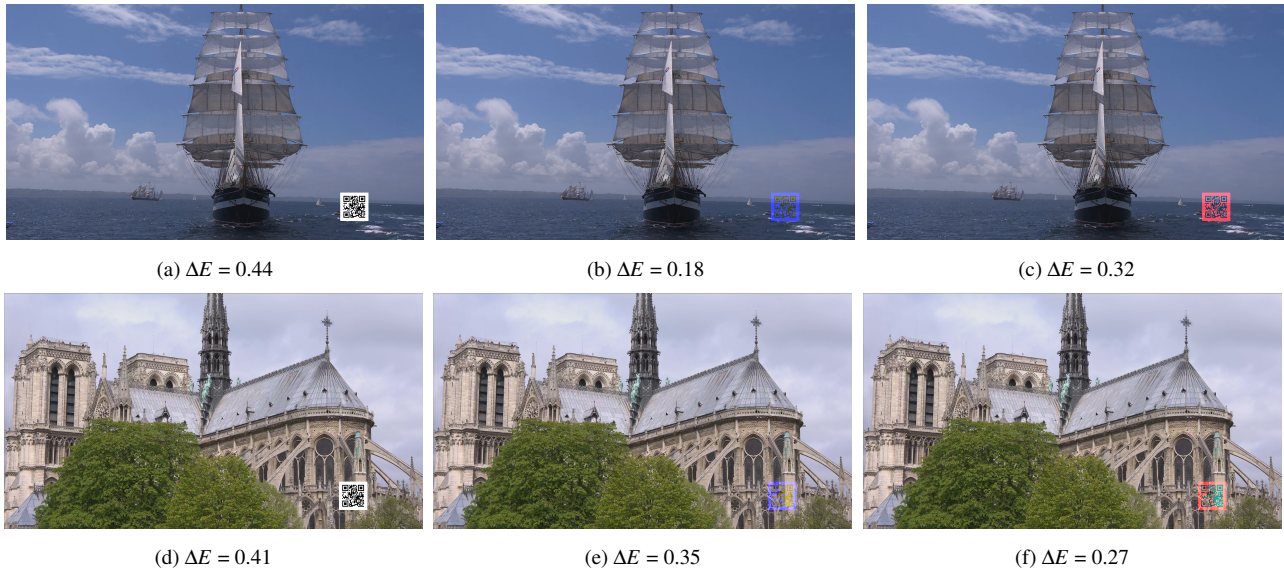 (a) ΔE = 0.44
(b) ΔE = 0.18
(c) ΔE = 0.32
(d) ΔE = 0.41
(e) ΔE = 0.35
(f) ΔE = 0.27